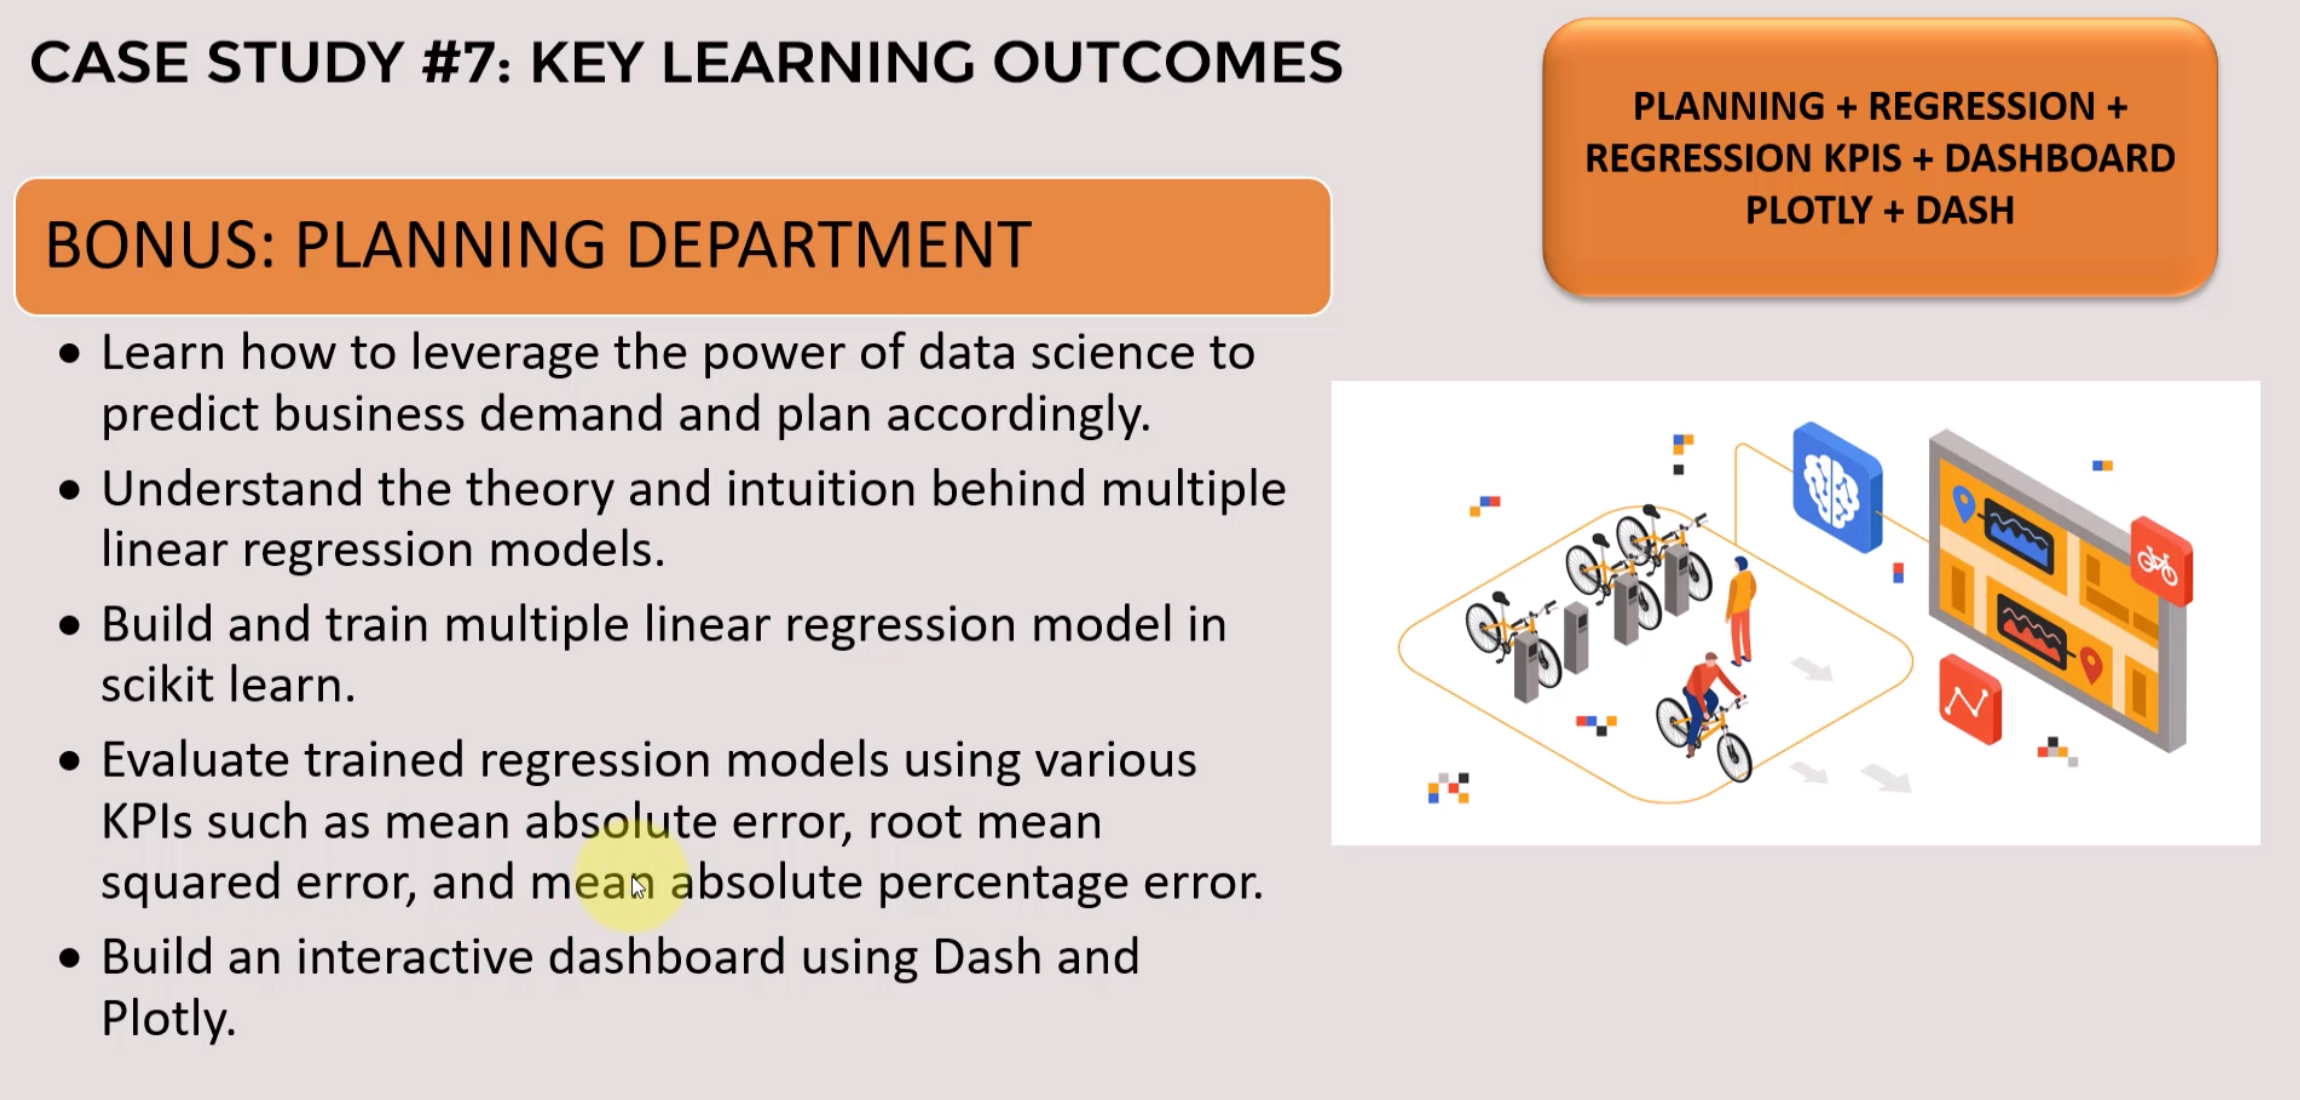 CASE STUDY #7: KEY LEARNING OUTCOMES
PLANNING + REGRESSION +
REGRESSION KPIS + DASHBOARD
PLOTLY + DASH
BONUS: PLANNING DEPARTMENT
• Learn how to leverage the power of data science to
predict business demand and plan accordingly.
• Understand the theory and intuition behind multiple
linear regression models.
• Build and train multiple linear regression model in
scikit learn.
• Evaluate trained regression models using various
KPIs such as mean absolute error, root mean
squared error, and mean absolute percentage error.
• Build an interactive dashboard using Dash and
Plotly.